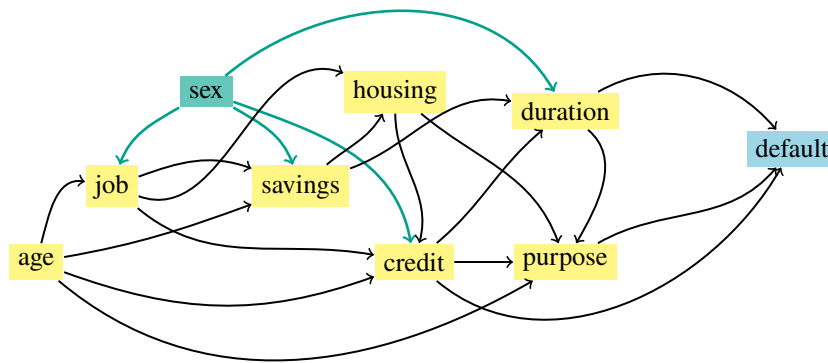 sex
housing
duration
default
job
savings
age
credit
purpose